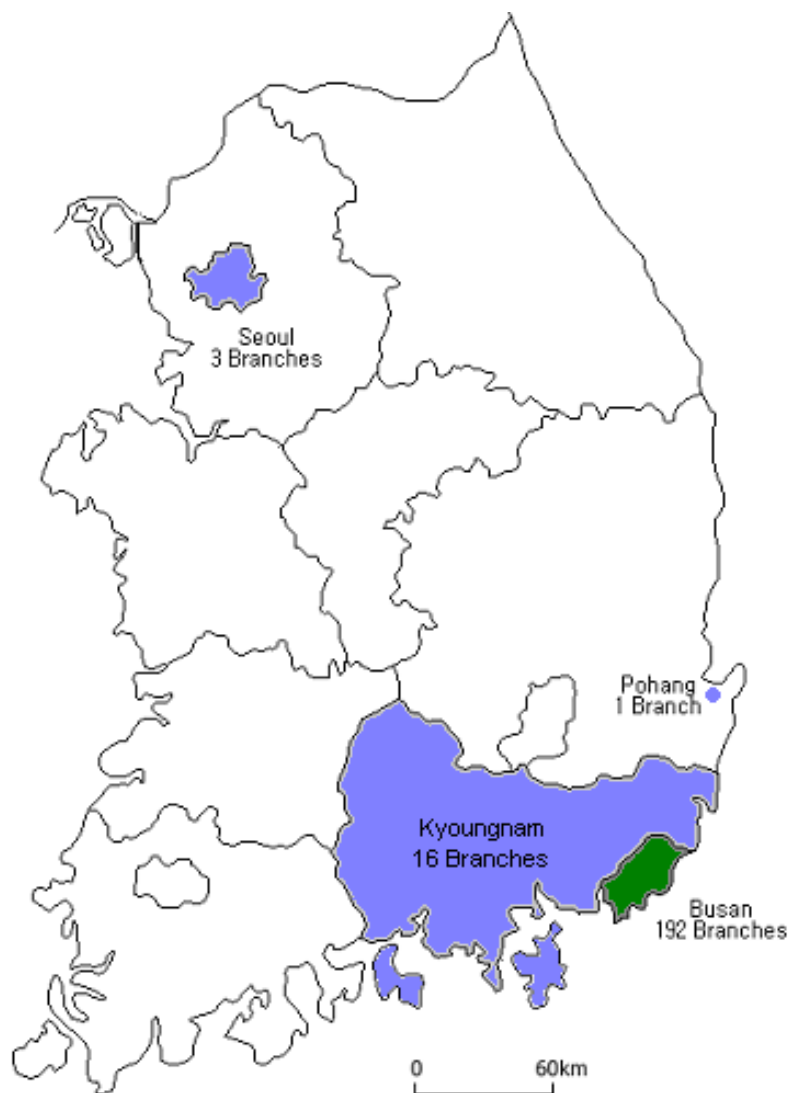 Seoul
3 Branches
Pohang
1 Branch
Kyoungnam
16 Branches
Busan
192 Branches
0 60km